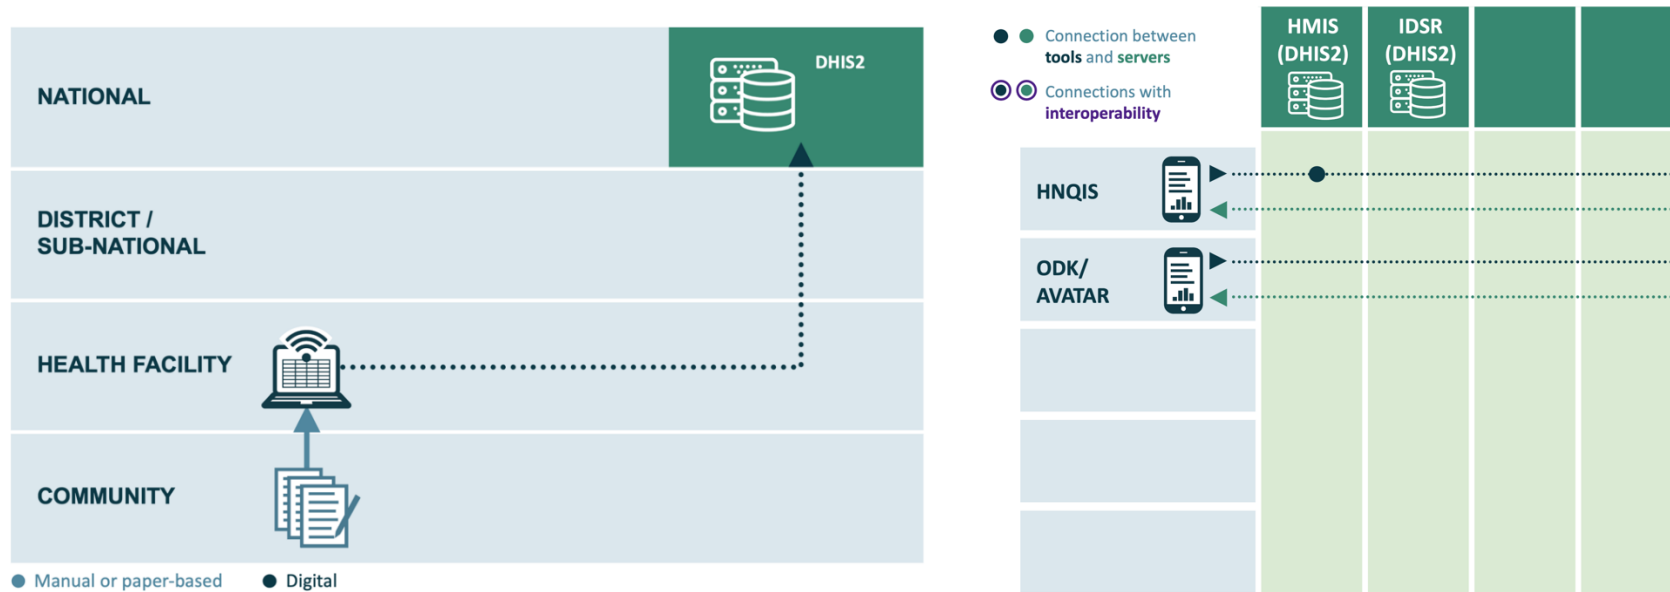 NATIONAL
DHIS2
DISTRICT /
SUB-NATIONAL
HEALTH FACILITY
COMMUNITY
Manual or paper-based
Digital
Connection between
tools and servers
Connections with
interoperability
HMIS
(DHIS2)
IDSR
(DHIS2)
HNQIS
ODK/
AVATAR